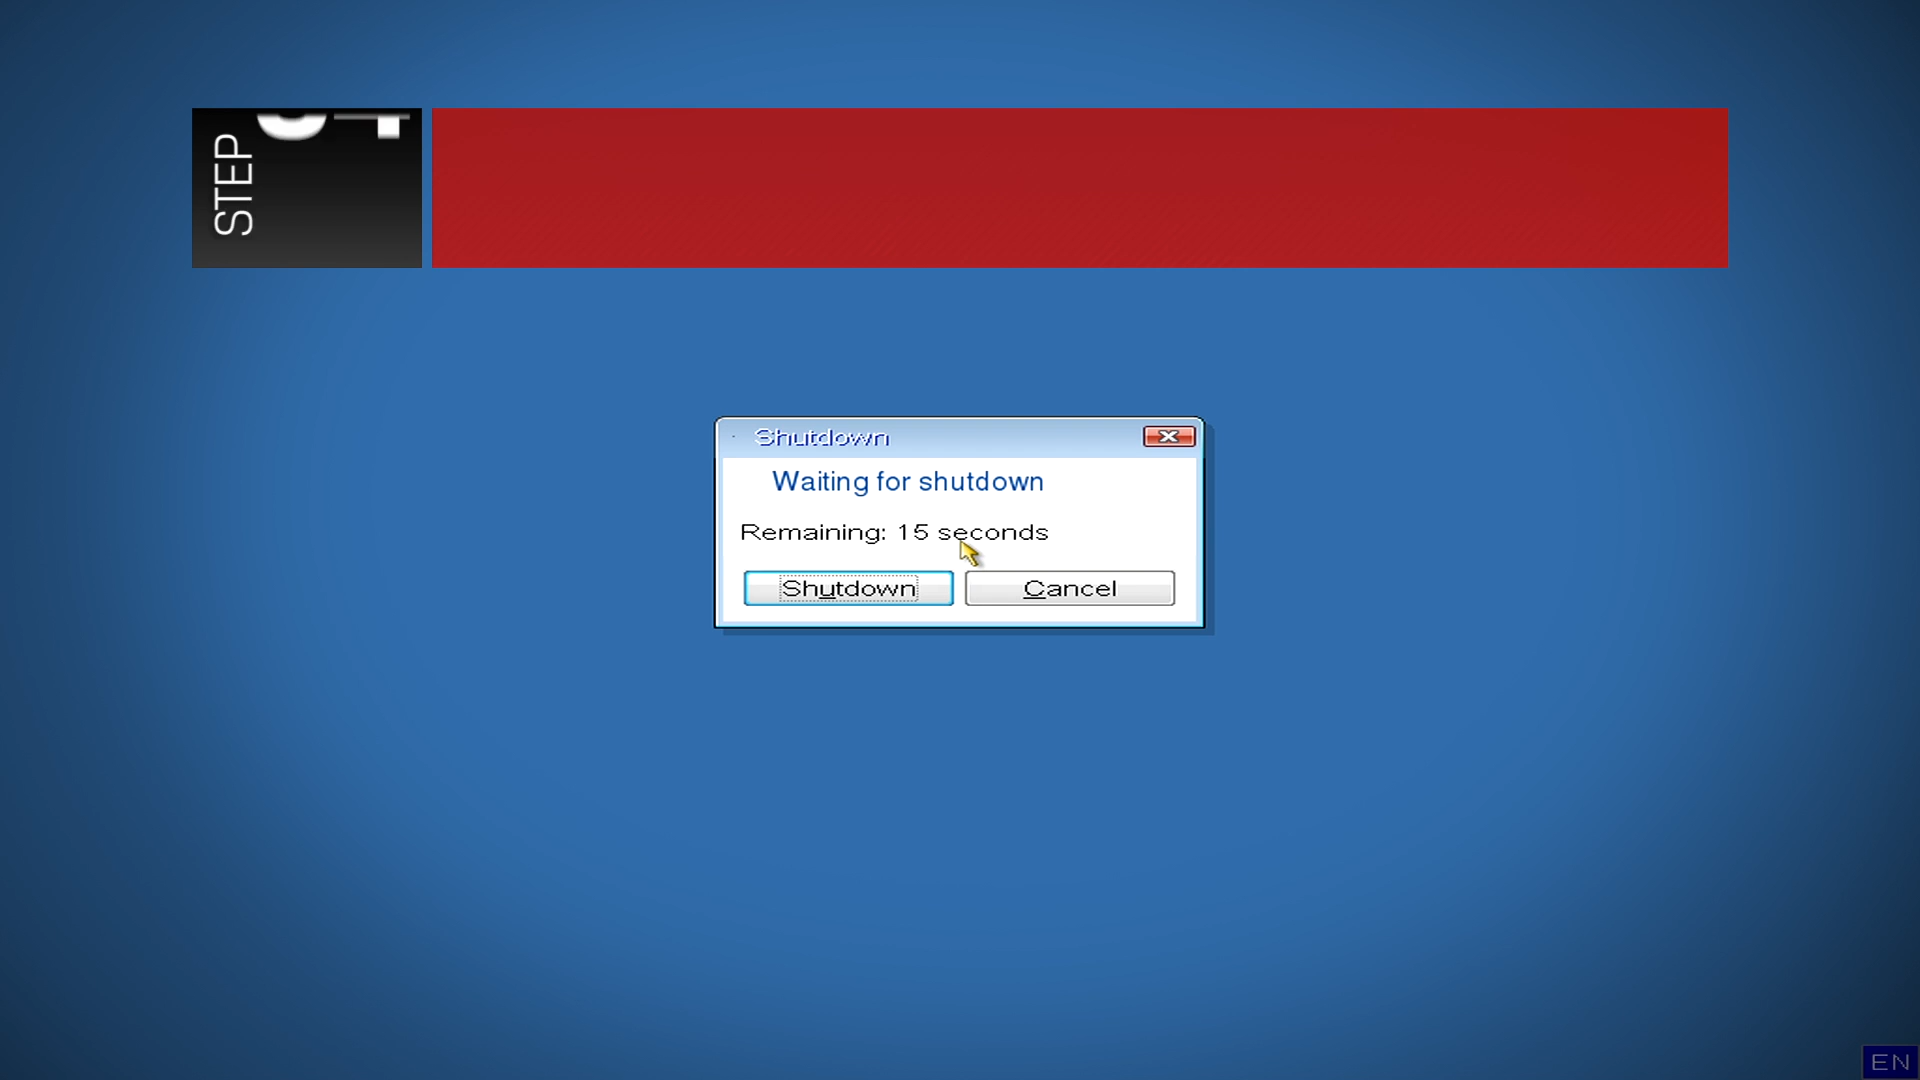 STEP
Shutdown
Waiting for shutdown
Remaining: 15 seconds
Shutdown
Cancel
EN